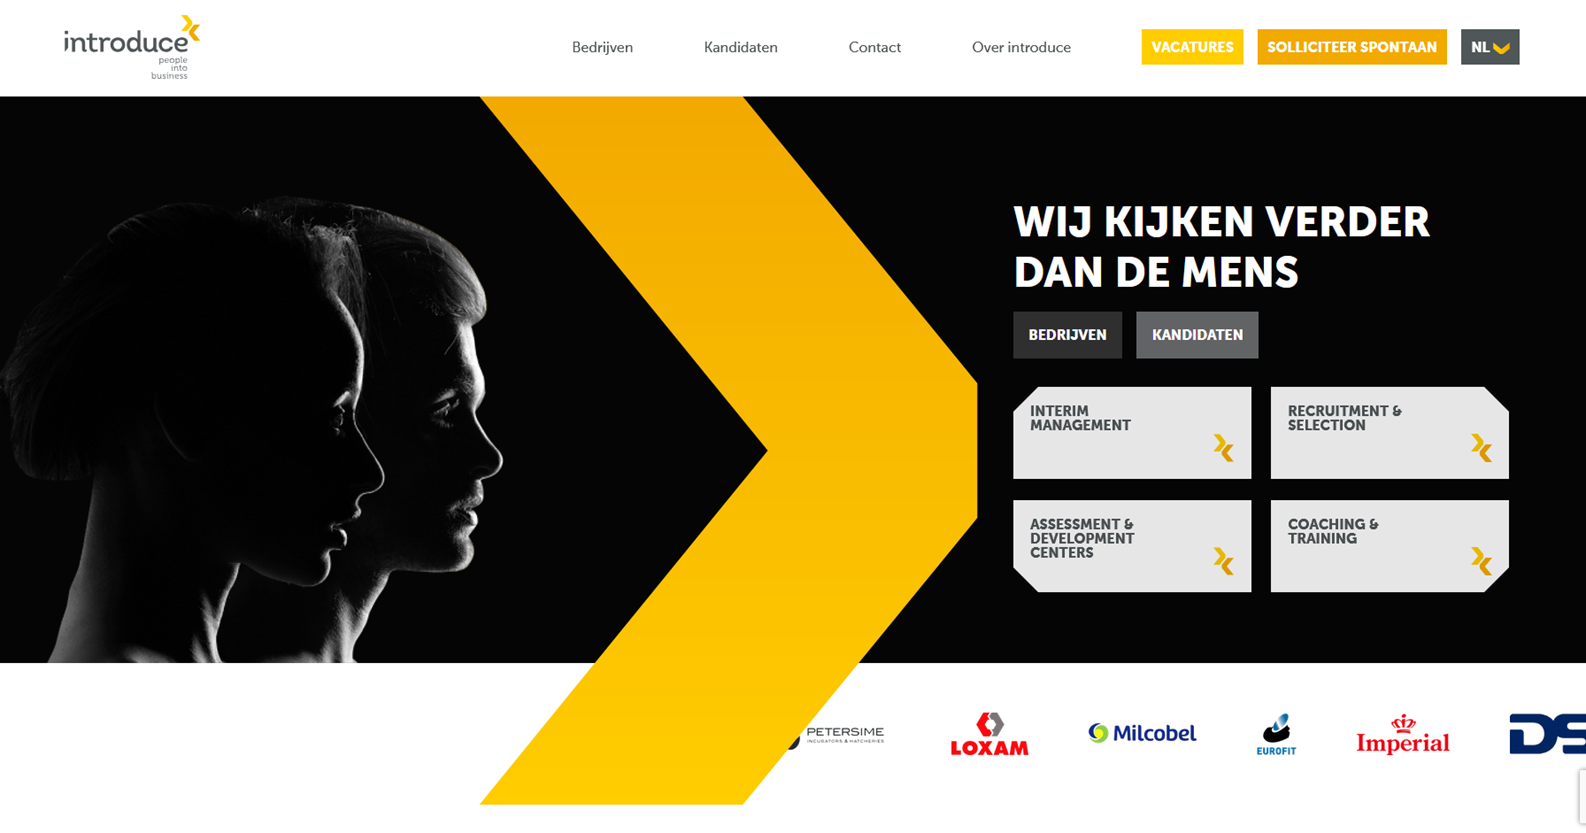 introduce
people
into
business
Bedrijven
Kandidaten
Contact
Over introduce
VACATURES
SOLLICITEER SPONTAAN
NL
WIJ KIJKEN VERDER
DAN DE MENS
BEDRIJVEN
KANDIDATEN
INTERIM
MANAGEMENT
RECRUITMENT &
SELECTION
ASSESSMENT &
DEVELOPMENT
CENTERS
COACHING &
TRAINING
PETERSIME
INCUBATORS & HATCHERIES
LOXAM
Milcobel
EUROFIT
Imperial
DS